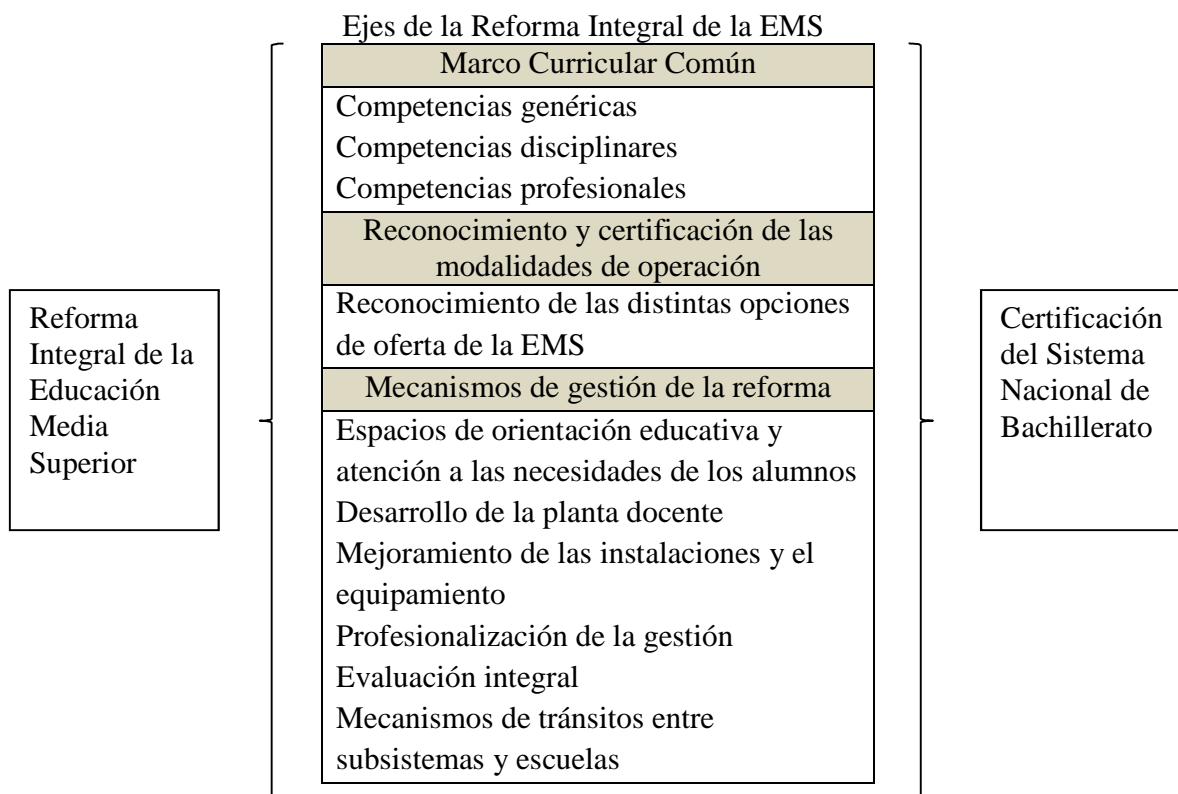 Ejes de la Reforma Integral de la EMS
Marco Curricular Común
Competencias genéricas
Competencias disciplinares
Competencias profesionales
Reconocimiento y certificación de las
modalidades de operación
Reconocimiento de las distintas opciones
de oferta de la EMS
Mecanismos de gestión de la reforma
Espacios de orientación educativa y
atención a las necesidades de los alumnos
Desarrollo de la planta docente
Mejoramiento de las instalaciones y el
equipamiento
Profesionalización de la gestión
Evaluación integral
Mecanismos de tránsitos entre
subsistemas y escuelas
Reforma
Integral de la
Educación
Media
Superior
Certificación
del Sistema
Nacional de
Bachillerato